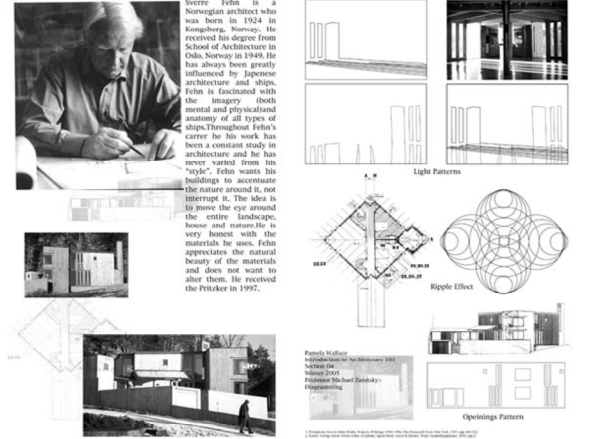 Sverre Fehn is a
Norwegian architect who
was born in 1924 in
Kongsberg, Norway. He
received his degree from
School of Architecture in
Oslo, Norway in 1949. He
has always been greatly
influenced by Japenese
architecture and ships.
Fehn is fascinated with
the imagery (both
mental and physical)and
anatomy of all types of
ships.Throughout Fehn's
carrer he his work has
been a constant study in
architecture and he has
never varied from his
"style". Fehn wants his
buildings to accentuate
the nature around it, not
interrupt it. The idea is
to move the eye around
the entire landscape,
house and nature.He is
very honest with the
materials he uses. Fehn
appreciates the natural
beauty of the materials
and does not want to
alter them. He received
the Pritzker in 1997.
Light Patterns
A B
Ripple Effect
Pamela Wallace
Introduction to Architecture 101
Section 04
Winter 2005
Professor Michael Zaretsky
Diagramming
Openings Pattern